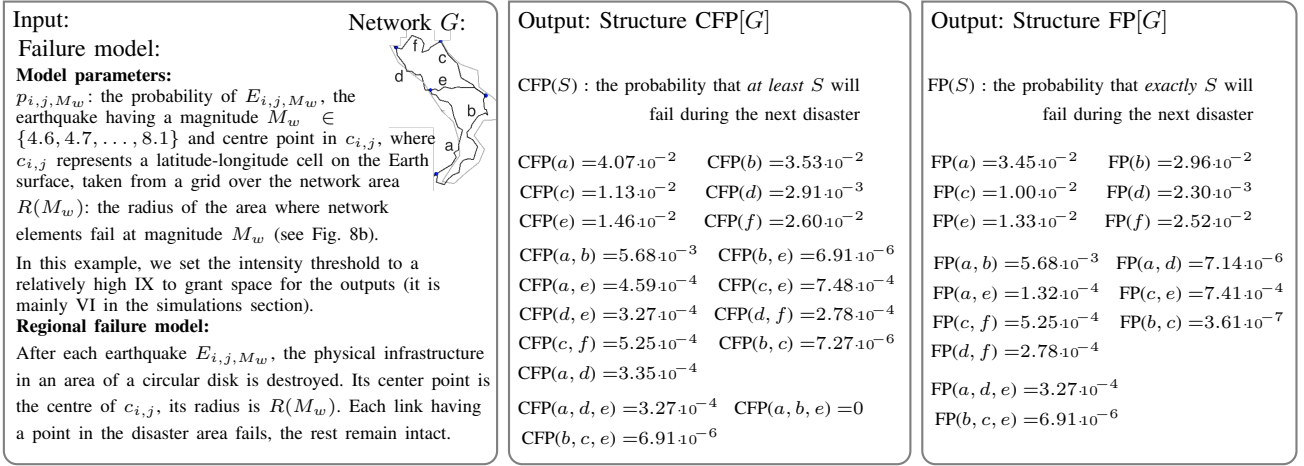 Input:
Network G:
Failure model:
Model parameters:
p_{i,j,M_w}: the probability of E_{i,j,M_w}, the
earthquake having a magnitude M_w ∈
{4.6, 4.7, . . . , 8.1} and centre point in c_{i,j}, where
c_{i,j} represents a latitude-longitude cell on the Earth
surface, taken from a grid over the network area
R(M_w): the radius of the area where network
elements fail at magnitude M_w (see Fig. 8b).
In this example, we set the intensity threshold to a
relatively high IX to grant space for the outputs (it is
mainly VI in the simulations section).
Regional failure model:
After each earthquake E_{i,j,M_w}, the physical infrastructure
in an area of a circular disk is destroyed. Its center point is
the centre of c_{i,j}, its radius is R(M_w). Each link having
a point in the disaster area fails, the rest remain intact.
f
c
d
e
b
a
Output: Structure CFP[G]
CFP(S) : the probability that at least S will
fail during the next disaster
CFP(a) =4.07·10^{-2} CFP(b) =3.53·10^{-2}
CFP(c) =1.13·10^{-2} CFP(d) =2.91·10^{-3}
CFP(e) =1.46·10^{-2} CFP(f) =2.60·10^{-2}
CFP(a, b) =5.68·10^{-3} CFP(b, e) =6.91·10^{-6}
CFP(a, e) =4.59·10^{-4} CFP(c, e) =7.48·10^{-4}
CFP(d, e) =3.27·10^{-4} CFP(d, f) =2.78·10^{-4}
CFP(c, f) =5.25·10^{-4} CFP(b, c) =7.27·10^{-6}
CFP(a, d) =3.35·10^{-4}
CFP(a, d, e) =3.27·10^{-4} CFP(a, b, e) =0
CFP(b, c, e) =6.91·10^{-6}
Output: Structure FP[G]
FP(S) : the probability that exactly S will
fail during the next disaster
FP(a) =3.45·10^{-2} FP(b) =2.96·10^{-2}
FP(c) =1.00·10^{-2} FP(d) =2.30·10^{-3}
FP(e) =1.33·10^{-2} FP(f) =2.52·10^{-2}
FP(a, b) =5.68·10^{-3} FP(a, d) =7.14·10^{-6}
FP(a, e) =1.32·10^{-4} FP(c, e) =7.41·10^{-4}
FP(c, f) =5.25·10^{-4} FP(b, c) =3.61·10^{-7}
FP(d, f) =2.78·10^{-4}
FP(a, d, e) =3.27·10^{-4}
FP(b, c, e) =6.91·10^{-6}